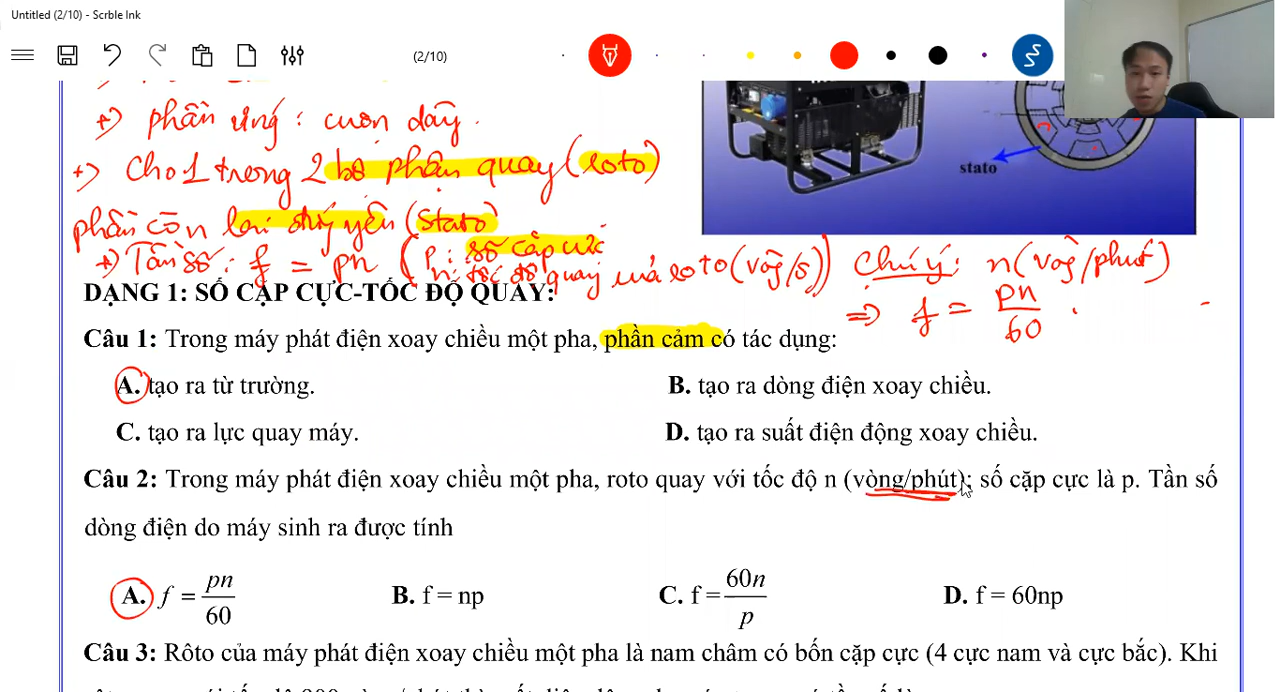 Untitled (2/10) - Scrble Ink
(2/10)
+) phần ứng : cuộn dây.
+) Cho 1 trong 2 bộ phận quay (roto)
phần còn lại đứng yên (stato)
+) Tần số : f = pn ( p : số cặp cực
n : tốc độ quay của roto (vòng/s))
Chú ý: n (vòng/phút)
=> f = pn/60 .
stato
DẠNG 1: SỐ CẶP CỰC-TỐC ĐỘ QUAY:
Câu 1: Trong máy phát điện xoay chiều một pha, phần cảm có tác dụng:
A. tạo ra từ trường. B. tạo ra dòng điện xoay chiều.
C. tạo ra lực quay máy. D. tạo ra suất điện động xoay chiều.
Câu 2: Trong máy phát điện xoay chiều một pha, roto quay với tốc độ n (vòng/phút); số cặp cực là p. Tần số
dòng điện do máy sinh ra được tính
A. f = pn/60 B. f = np C. f = 60n/p D. f = 60np
Câu 3: Rôto của máy phát điện xoay chiều một pha là nam châm có bốn cặp cực (4 cực nam và cực bắc). Khi